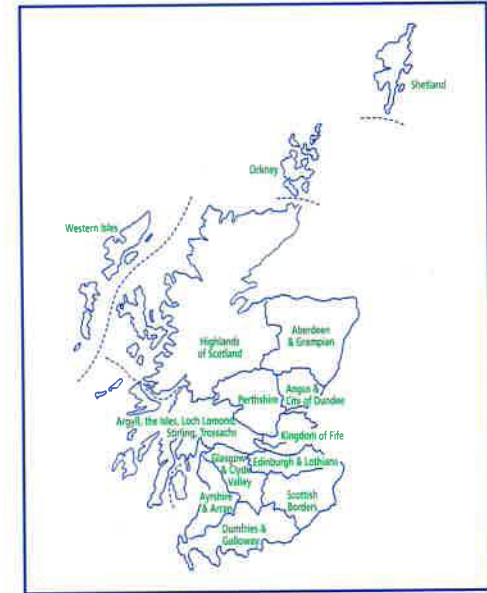 Shetland
Orkney
Western Isles
Highlands
of Scotland
Aberdeen
& Grampian
Perthshire
Angus &
City of Dundee
Argyll, the Isles, Loch Lomond,
Stirling, Trossachs
Kingdom of Fife
Glasgow
& Clyde
Valley
Edinburgh & Lothians
Ayrshire
& Arran
Scottish
Borders
Dumfries &
Galloway